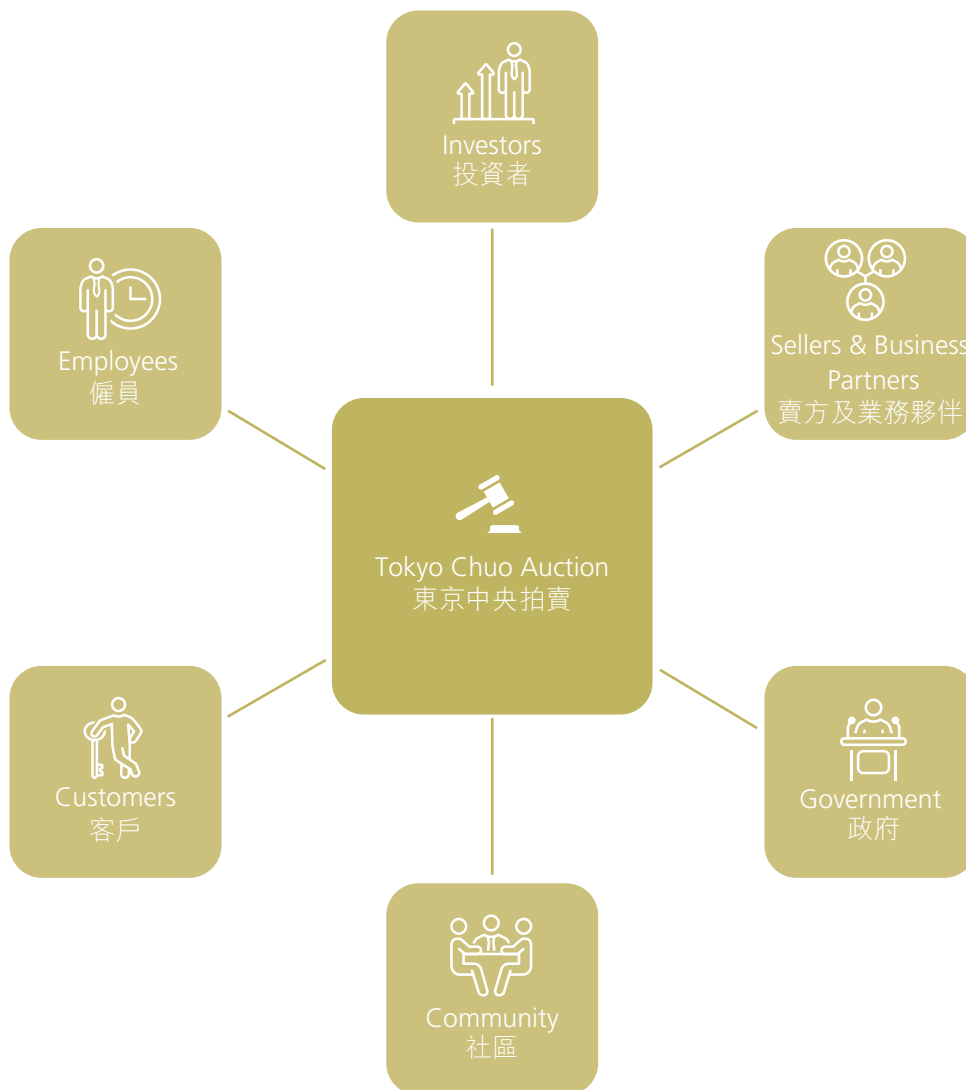 Investors
投資者
Employees
僱員
Sellers & Business
Partners
賣方及業務夥伴
Tokyo Chuo Auction
東京中央拍賣
Customers
客戶
Government
政府
Community
社區